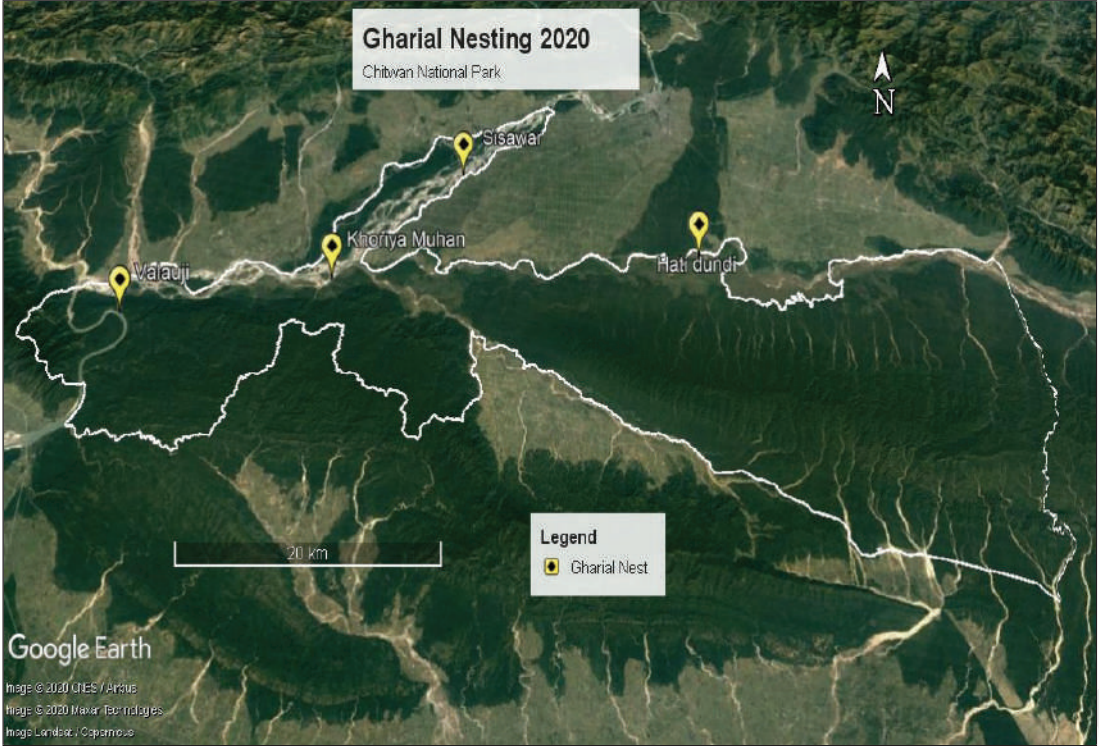 Gharial Nesting 2020
Chitwan National Park
N
Sisawar
Khoriya Muhan
Valauji
Hati dundi
20 km
Legend
Gharial Nest
Google Earth
Image © 2020 CNES / Airbus
Image © 2020 Maxar Technologies
Image Landsat / Copernicus